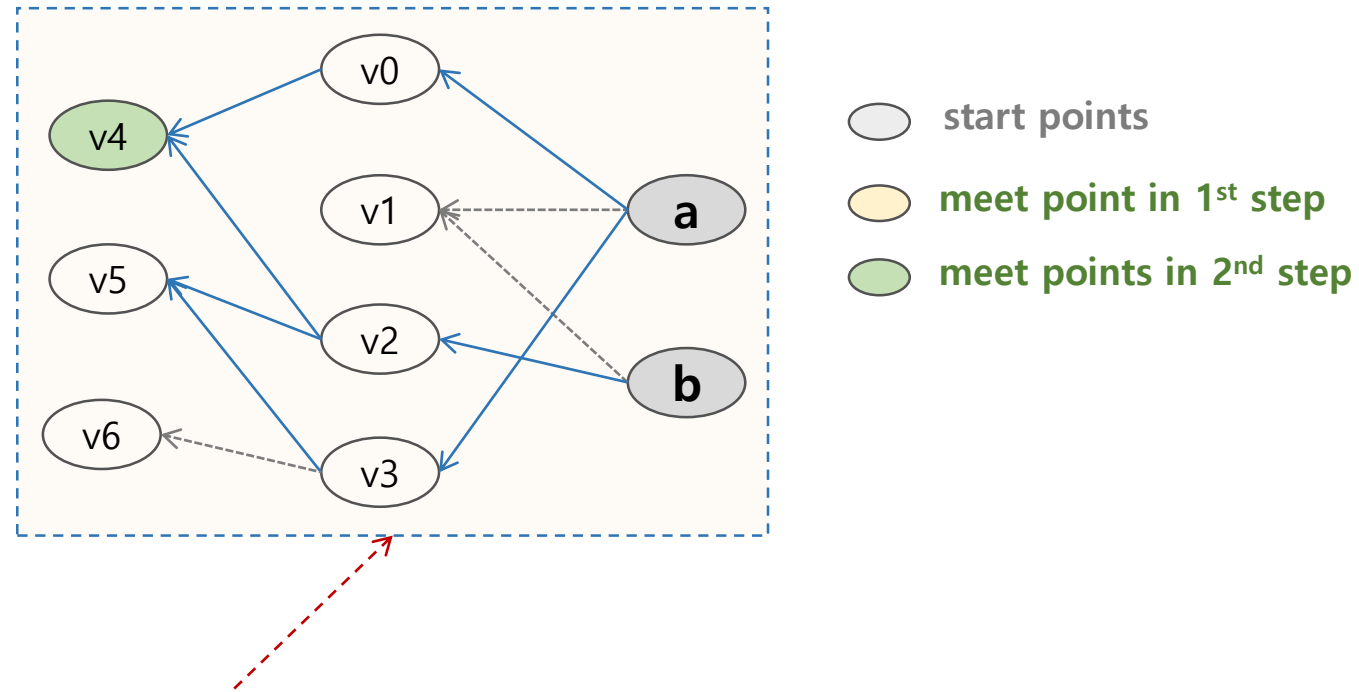 v0
v4
v1
a
v5
v2
b
v6
v3
start points
meet point in 1st step
meet points in 2nd step